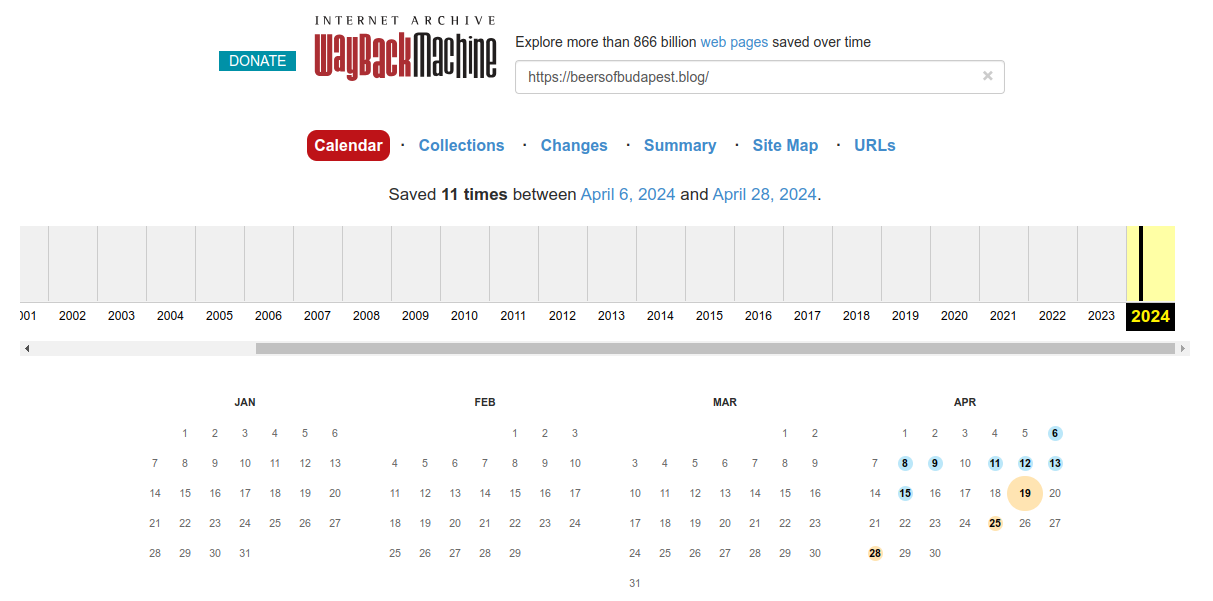 INTERNET ARCHIVE
DONATE
WayBackMachine
Explore more than 866 billion web pages saved over time
https://beersofbudapest.blog/
×
Calendar · Collections · Changes · Summary · Site Map · URLs
Saved 11 times between April 6, 2024 and April 28, 2024.
001 2002 2003 2004 2005 2006 2007 2008 2009 2010 2011 2012 2013 2014 2015 2016 2017 2018 2019 2020 2021 2022 2023 2024
JAN
1 2 3 4 5 6
7 8 9 10 11 12 13
14 15 16 17 18 19 20
21 22 23 24 25 26 27
28 29 30 31
FEB
1 2 3
4 5 6 7 8 9 10
11 12 13 14 15 16 17
18 19 20 21 22 23 24
25 26 27 28 29
MAR
1 2
3 4 5 6 7 8 9
10 11 12 13 14 15 16
17 18 19 20 21 22 23
24 25 26 27 28 29 30
31
APR
1 2 3 4 5 6
7 8 9 10 11 12 13
14 15 16 17 18 19 20
21 22 23 24 25 26 27
28 29 30